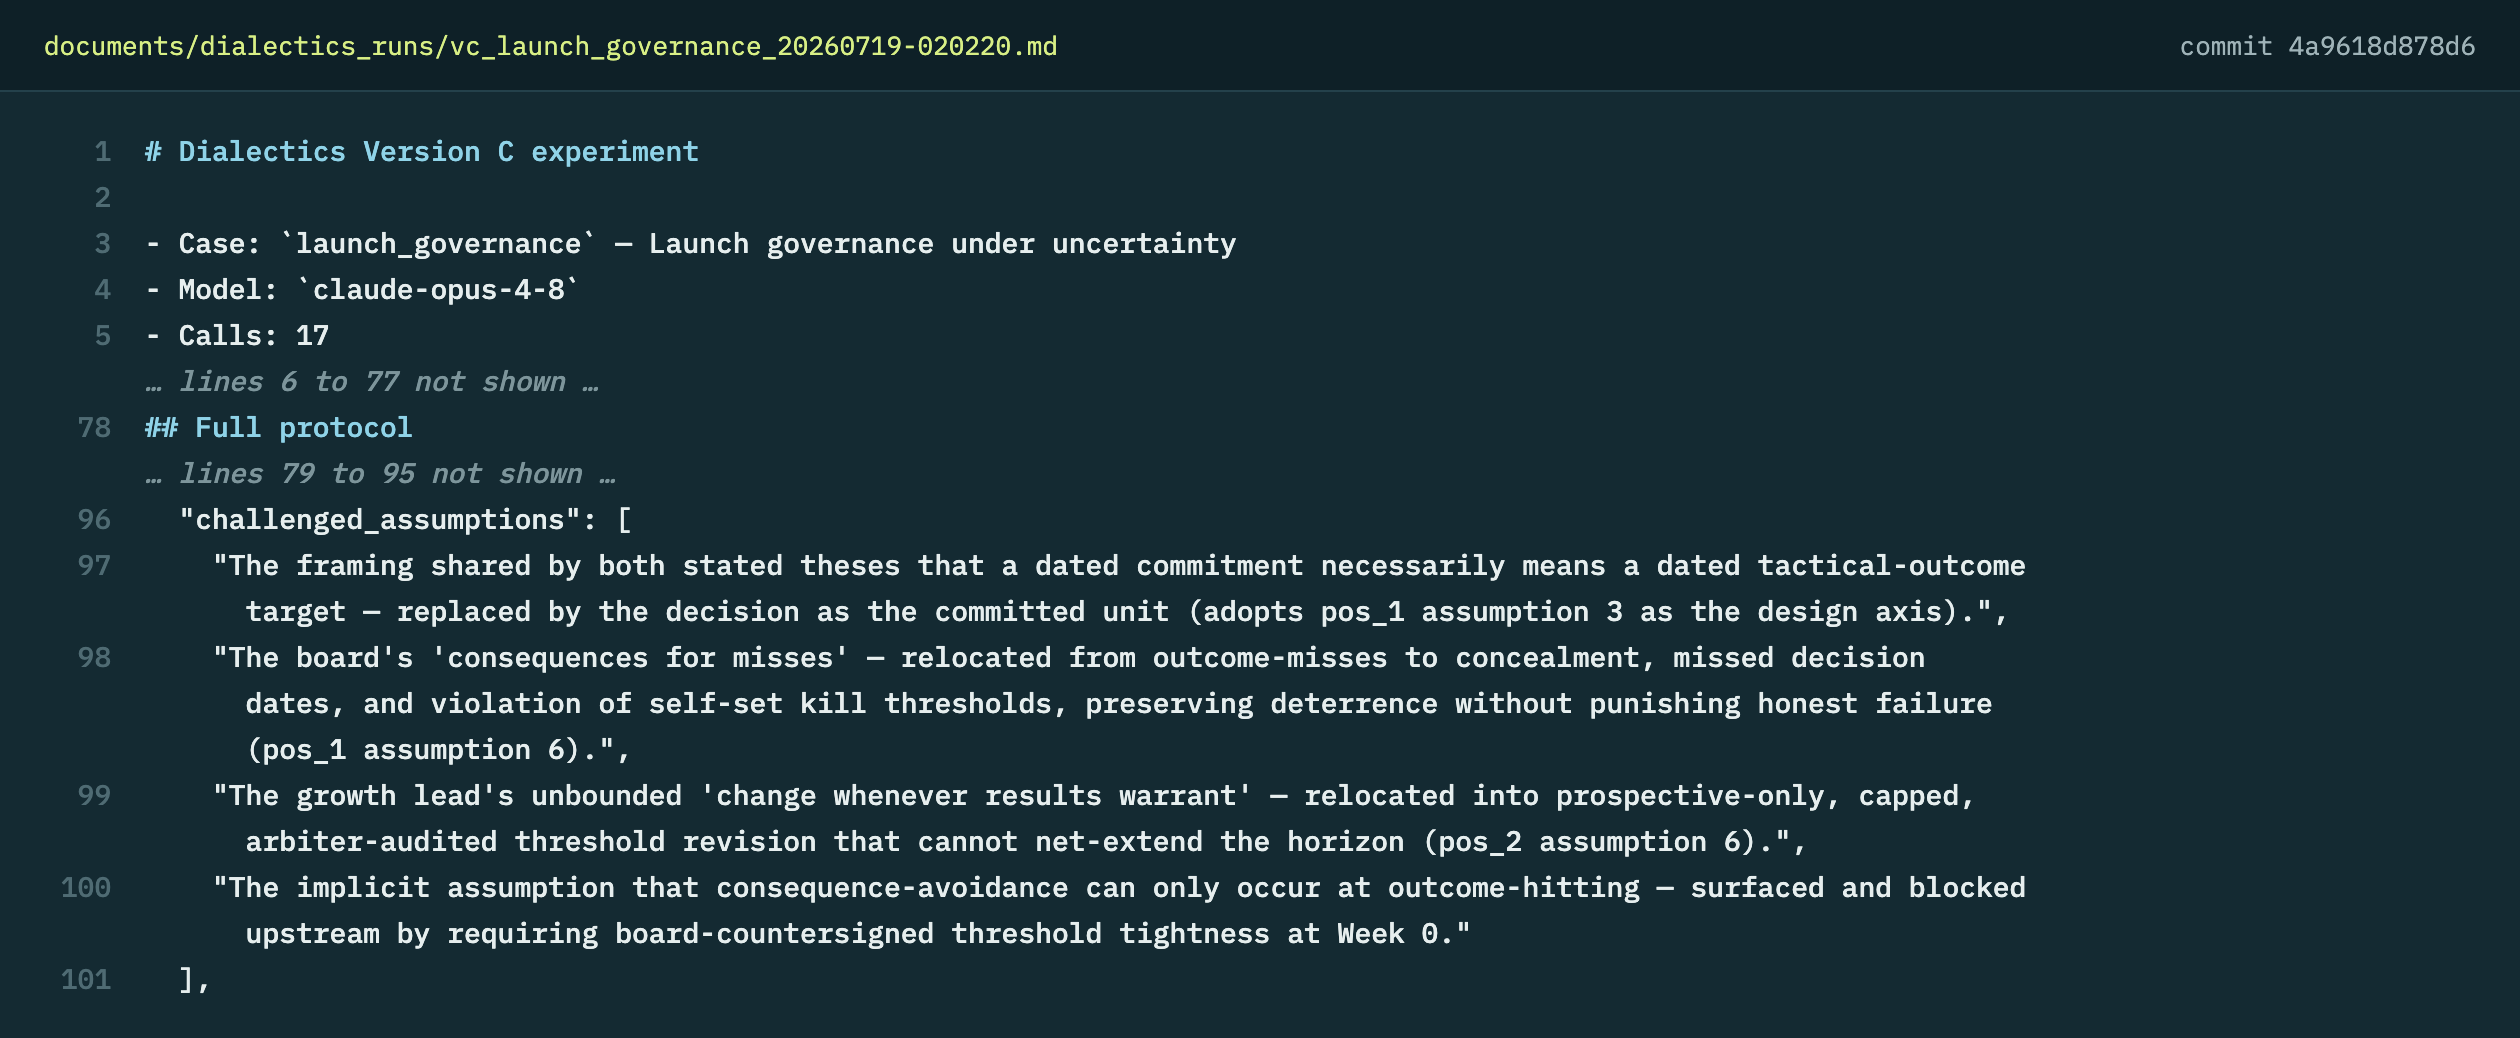 documents/dialectics_runs/vc_launch_governance_20260719-020220.md
commit 4a9618d878d6
1 # Dialectics Version C experiment
2
3 - Case: `launch_governance` — Launch governance under uncertainty
4 - Model: `claude-opus-4-8`
5 - Calls: 17
… lines 6 to 77 not shown …
78 ## Full protocol
… lines 79 to 95 not shown …
96 "challenged_assumptions": [
97 "The framing shared by both stated theses that a dated commitment necessarily means a dated tactical-outcome
target — replaced by the decision as the committed unit (adopts pos_1 assumption 3 as the design axis).",
98 "The board's 'consequences for misses' — relocated from outcome-misses to concealment, missed decision
dates, and violation of self-set kill thresholds, preserving deterrence without punishing honest failure
(pos_1 assumption 6).",
99 "The growth lead's unbounded 'change whenever results warrant' — relocated into prospective-only, capped,
arbiter-audited threshold revision that cannot net-extend the horizon (pos_2 assumption 6).",
100 "The implicit assumption that consequence-avoidance can only occur at outcome-hitting — surfaced and blocked
upstream by requiring board-countersigned threshold tightness at Week 0."
101 ],